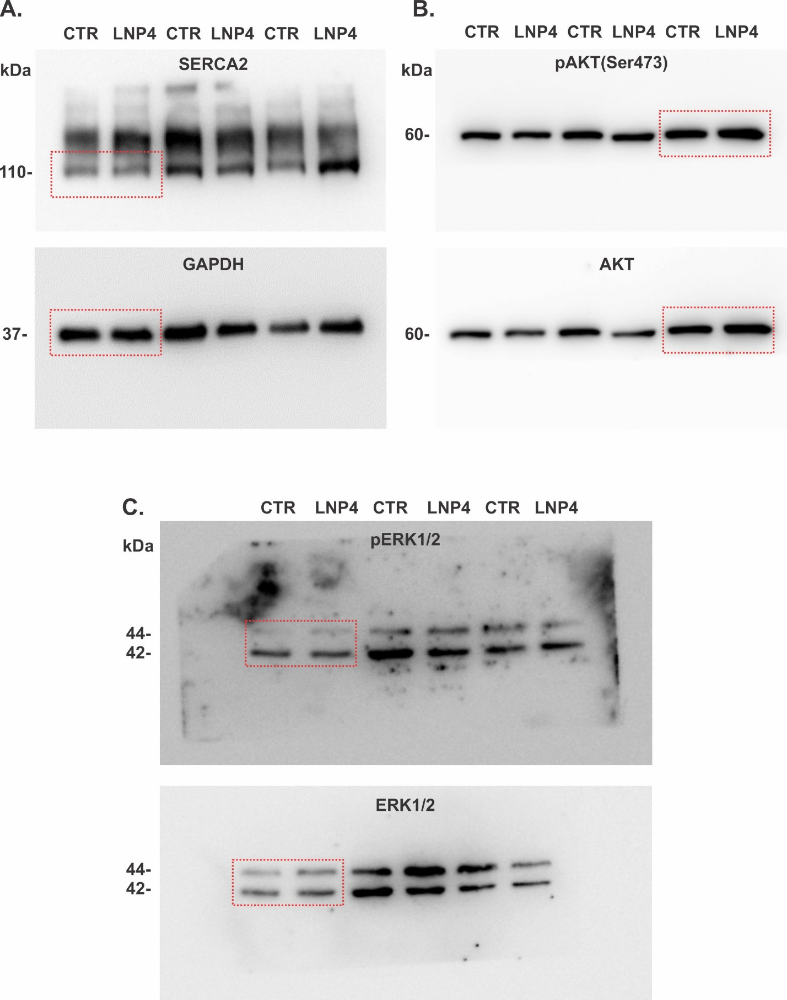 A.
CTR LNP4 CTR LNP4 CTR LNP4
kDa
SERCA2
110-
GAPDH
37-
B.
CTR LNP4 CTR LNP4 CTR LNP4
kDa
pAKT(Ser473)
60-
AKT
60-
C.
CTR LNP4 CTR LNP4 CTR LNP4
kDa
pERK1/2
44-
42-
ERK1/2
44-
42-